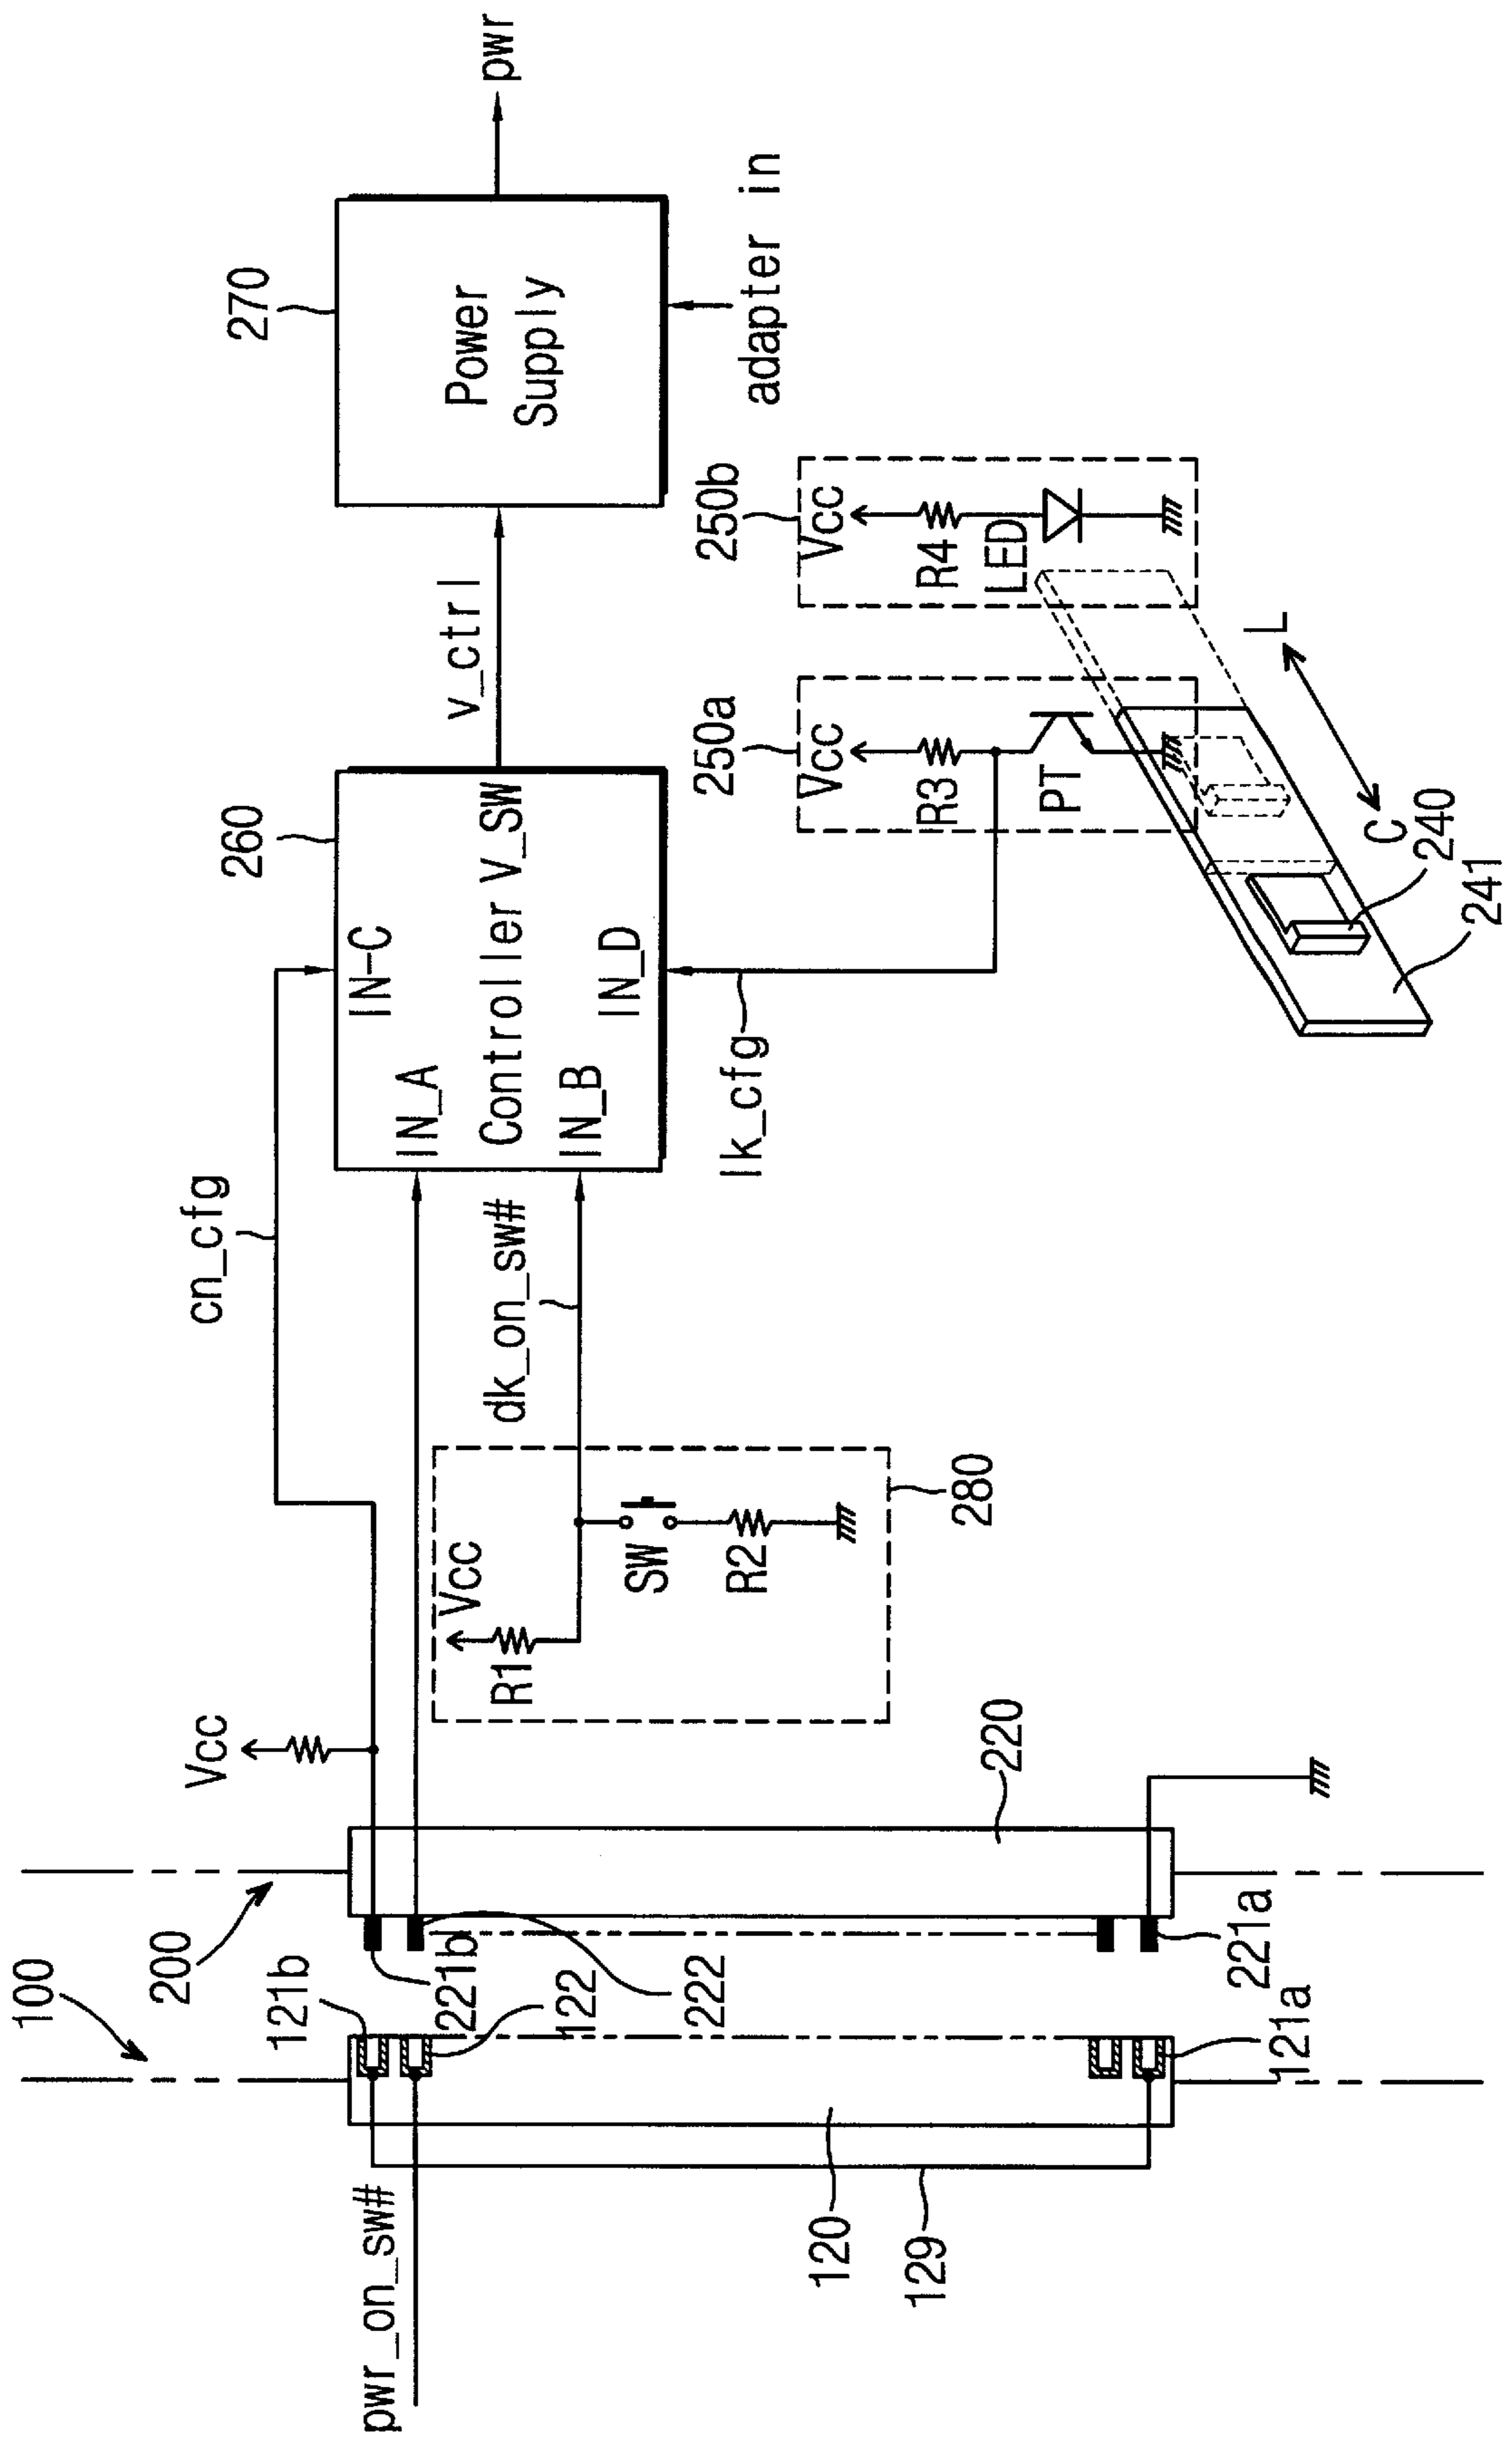 100
200
pwr_on_sw#
121b
221b
122
222
120
129
121a
221a
220
Vcc
cn_cfg
Vcc
R1
SW
R2
280
dk_on_sw#
260
IN-C
IN_A
Controller V_SW
IN_B
IN_D
lk_cfg
v_ctrl
270
Power
Supply
pwr
adapter in
250a
Vcc
R3
PT
250b
Vcc
R4
LED
L
C
240
241